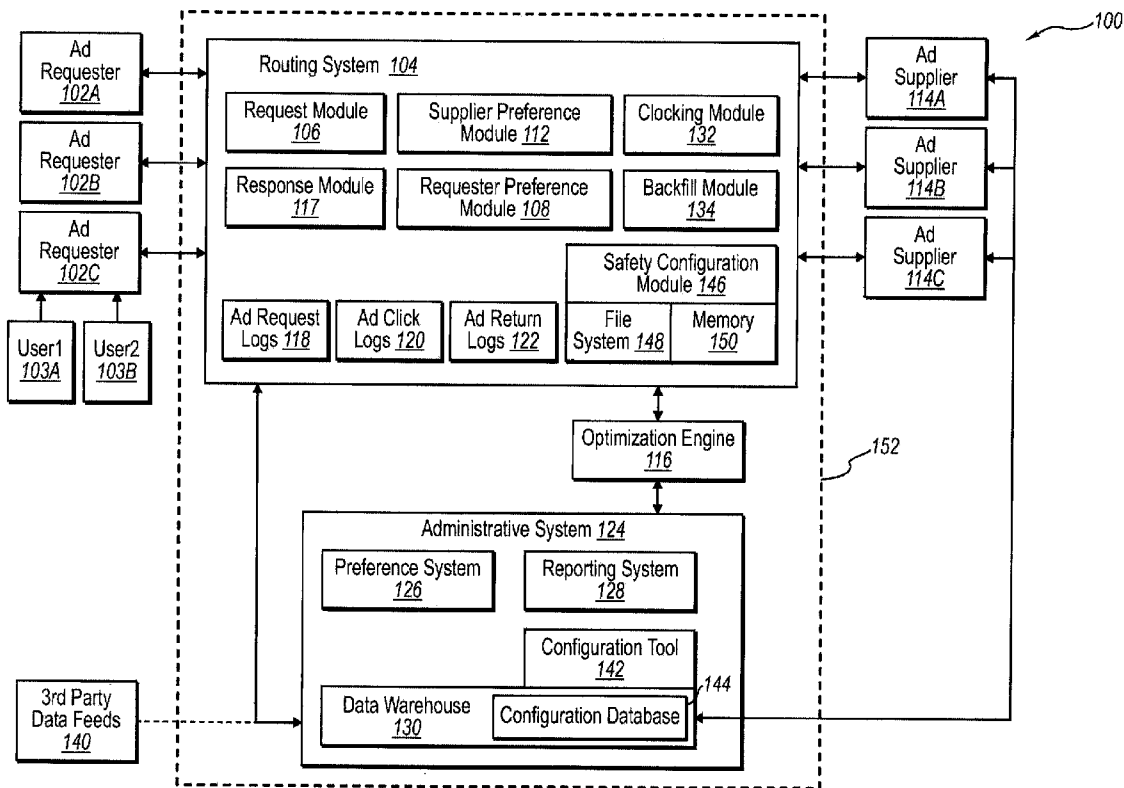 100
Ad
Requester
102A
Ad
Requester
102B
Ad
Requester
102C
User1
103A
User2
103B
Routing System 104
Request Module
106
Supplier Preference
Module 112
Clocking Module
132
Response Module
117
Requester Preference
Module 108
Backfill Module
134
Safety Configuration
Module 146
File
System 148
Memory
150
Ad Request
Logs 118
Ad Click
Logs 120
Ad Return
Logs 122
Ad
Supplier
114A
Ad
Supplier
114B
Ad
Supplier
114C
Optimization Engine
116
152
Administrative System 124
Preference System
126
Reporting System
128
Configuration Tool
142
144
Data Warehouse
130
Configuration Database
3rd Party
Data Feeds
140